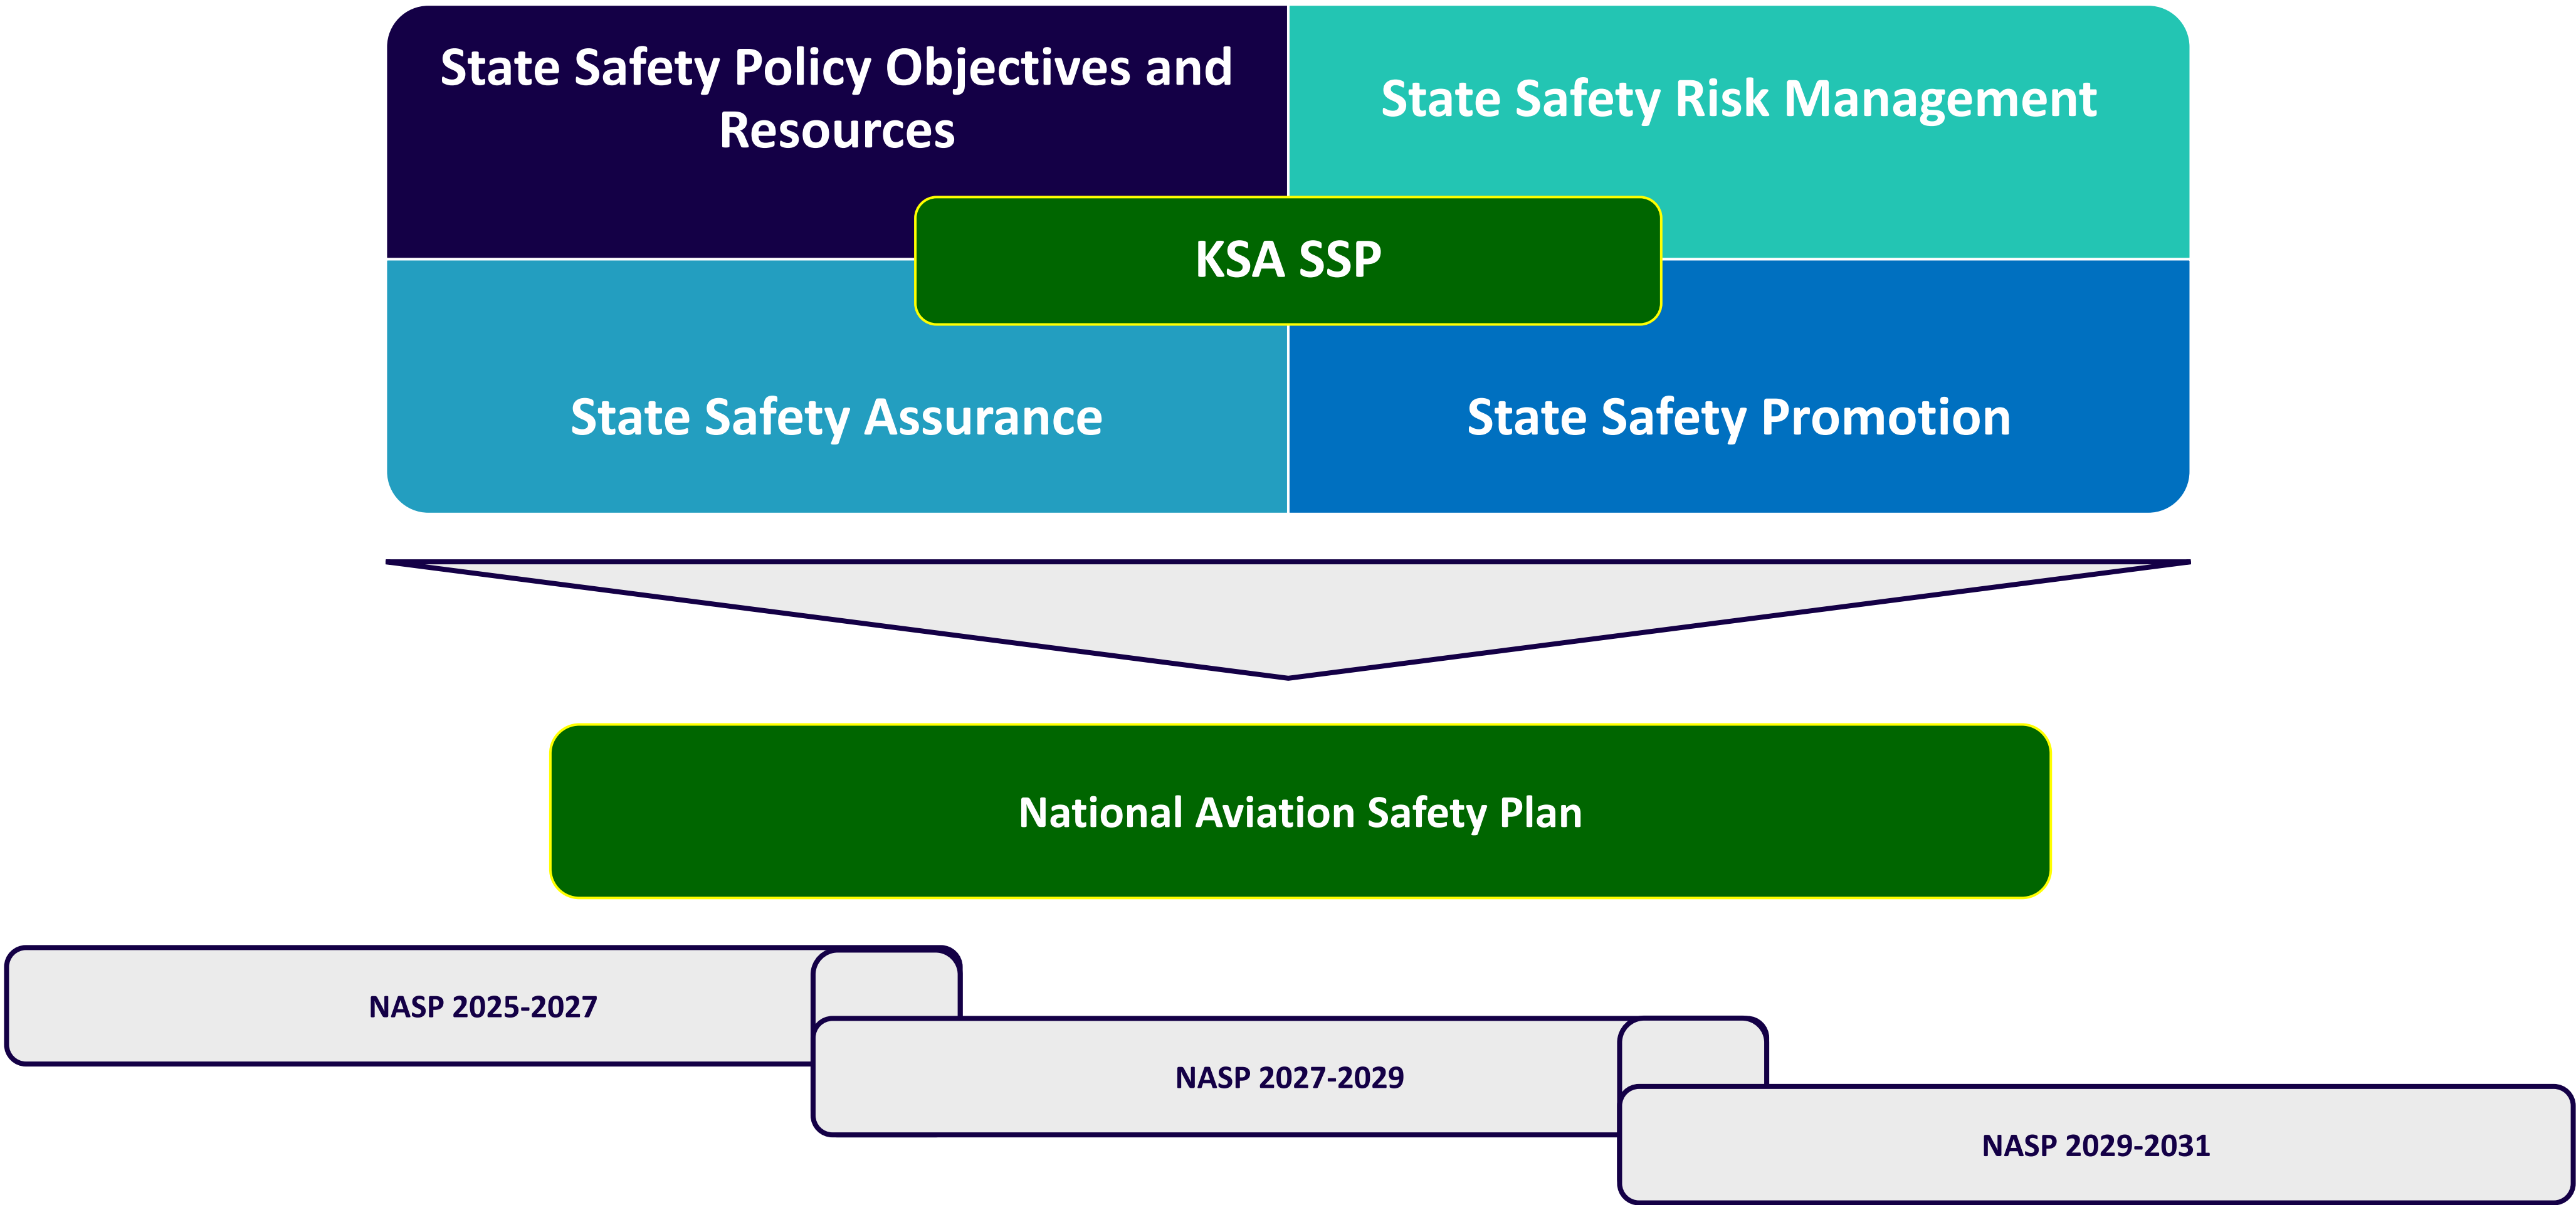 State Safety Policy Objectives and
Resources
State Safety Risk Management
KSA SSP
State Safety Assurance
State Safety Promotion
National Aviation Safety Plan
NASP 2025-2027
NASP 2027-2029
NASP 2029-2031